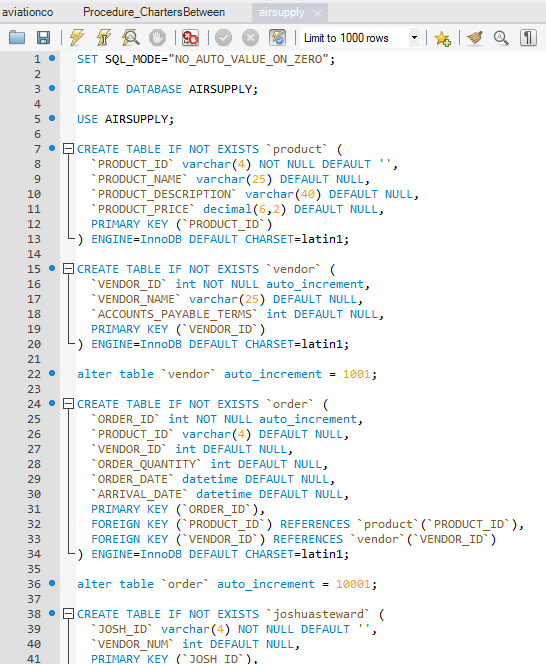 aviationco Procedure_ChartersBetween airsupply
Limit to 1000 rows
1 SET SQL_MODE="NO_AUTO_VALUE_ON_ZERO";
2
3 CREATE DATABASE AIRSUPPLY;
4
5 USE AIRSUPPLY;
6
7 CREATE TABLE IF NOT EXISTS `product` (
8 `PRODUCT_ID` varchar(4) NOT NULL DEFAULT '',
9 `PRODUCT_NAME` varchar(25) DEFAULT NULL,
10 `PRODUCT_DESCRIPTION` varchar(40) DEFAULT NULL,
11 `PRODUCT_PRICE` decimal(6,2) DEFAULT NULL,
12 PRIMARY KEY (`PRODUCT_ID`)
13 ) ENGINE=InnoDB DEFAULT CHARSET=latin1;
14
15 CREATE TABLE IF NOT EXISTS `vendor` (
16 `VENDOR_ID` int NOT NULL auto_increment,
17 `VENDOR_NAME` varchar(25) DEFAULT NULL,
18 `ACCOUNTS_PAYABLE_TERMS` int DEFAULT NULL,
19 PRIMARY KEY (`VENDOR_ID`)
20 ) ENGINE=InnoDB DEFAULT CHARSET=latin1;
21
22 alter table `vendor` auto_increment = 1001;
23
24 CREATE TABLE IF NOT EXISTS `order` (
25 `ORDER_ID` int NOT NULL auto_increment,
26 `PRODUCT_ID` varchar(4) DEFAULT NULL,
27 `VENDOR_ID` int DEFAULT NULL,
28 `ORDER_QUANTITY` int DEFAULT NULL,
29 `ORDER_DATE` datetime DEFAULT NULL,
30 `ARRIVAL_DATE` datetime DEFAULT NULL,
31 PRIMARY KEY (`ORDER_ID`),
32 FOREIGN KEY (`PRODUCT_ID`) REFERENCES `product`(`PRODUCT_ID`),
33 FOREIGN KEY (`VENDOR_ID`) REFERENCES `vendor`(`VENDOR_ID`)
34 ) ENGINE=InnoDB DEFAULT CHARSET=latin1;
35
36 alter table `order` auto_increment = 10001;
37
38 CREATE TABLE IF NOT EXISTS `joshuasteward` (
39 `JOSH_ID` varchar(4) NOT NULL DEFAULT '',
40 `VENDOR_NUM` int DEFAULT NULL,
41 PRIMARY KEY (`JOSH_ID`),